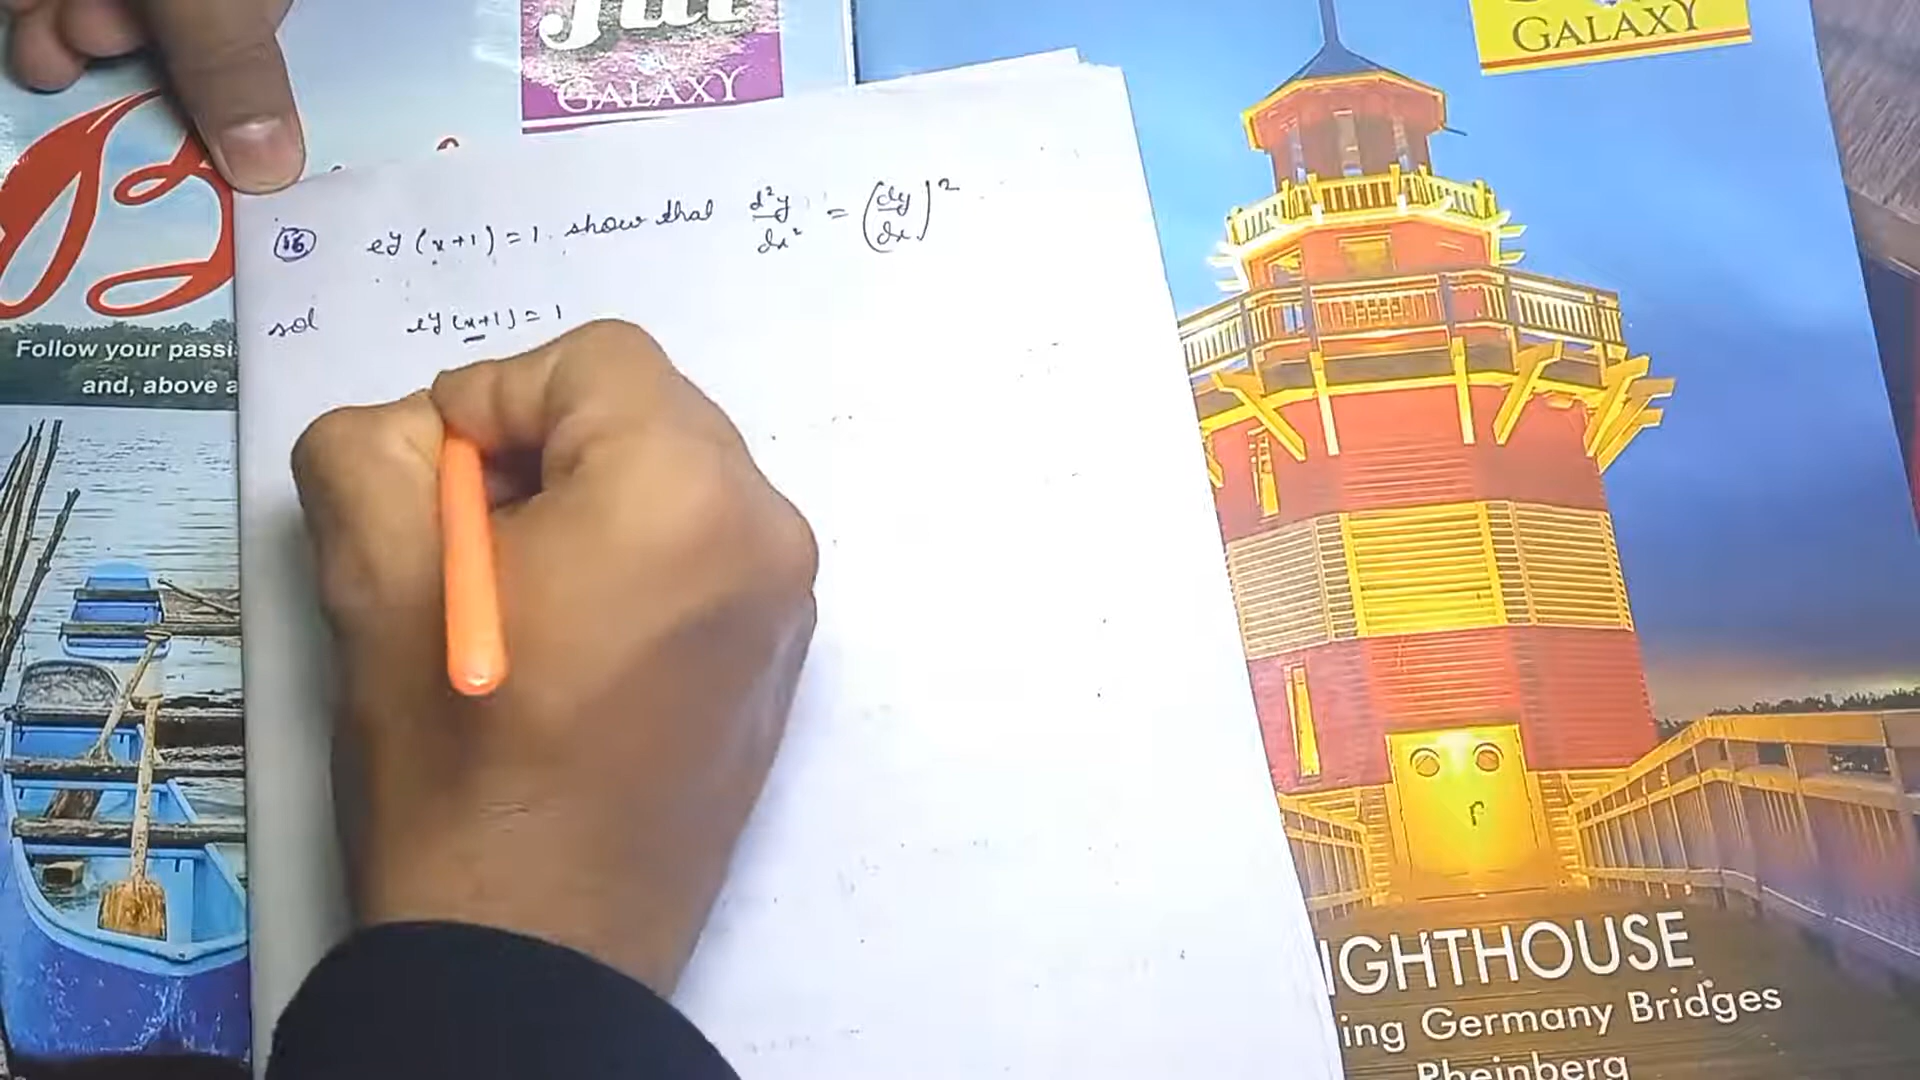 GALAXY
GALAXY
(16) e^y (x+1) = 1. show that d²y/dx² = (dy/dx)²
sol e^y (x+1) = 1
Follow your passi
and, above a
IGHTHOUSE
ing Germany Bridges
Rheinberg